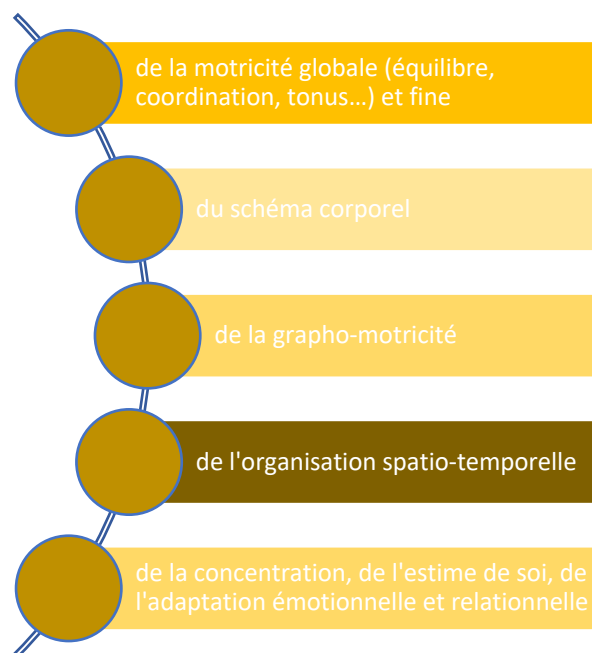 de la motricité globale (équilibre,
coordination, tonus…) et fine
du schéma corporel
de la grapho-motricité
de l'organisation spatio-temporelle
de la concentration, de l'estime de soi, de
l'adaptation émotionnelle et relationnelle